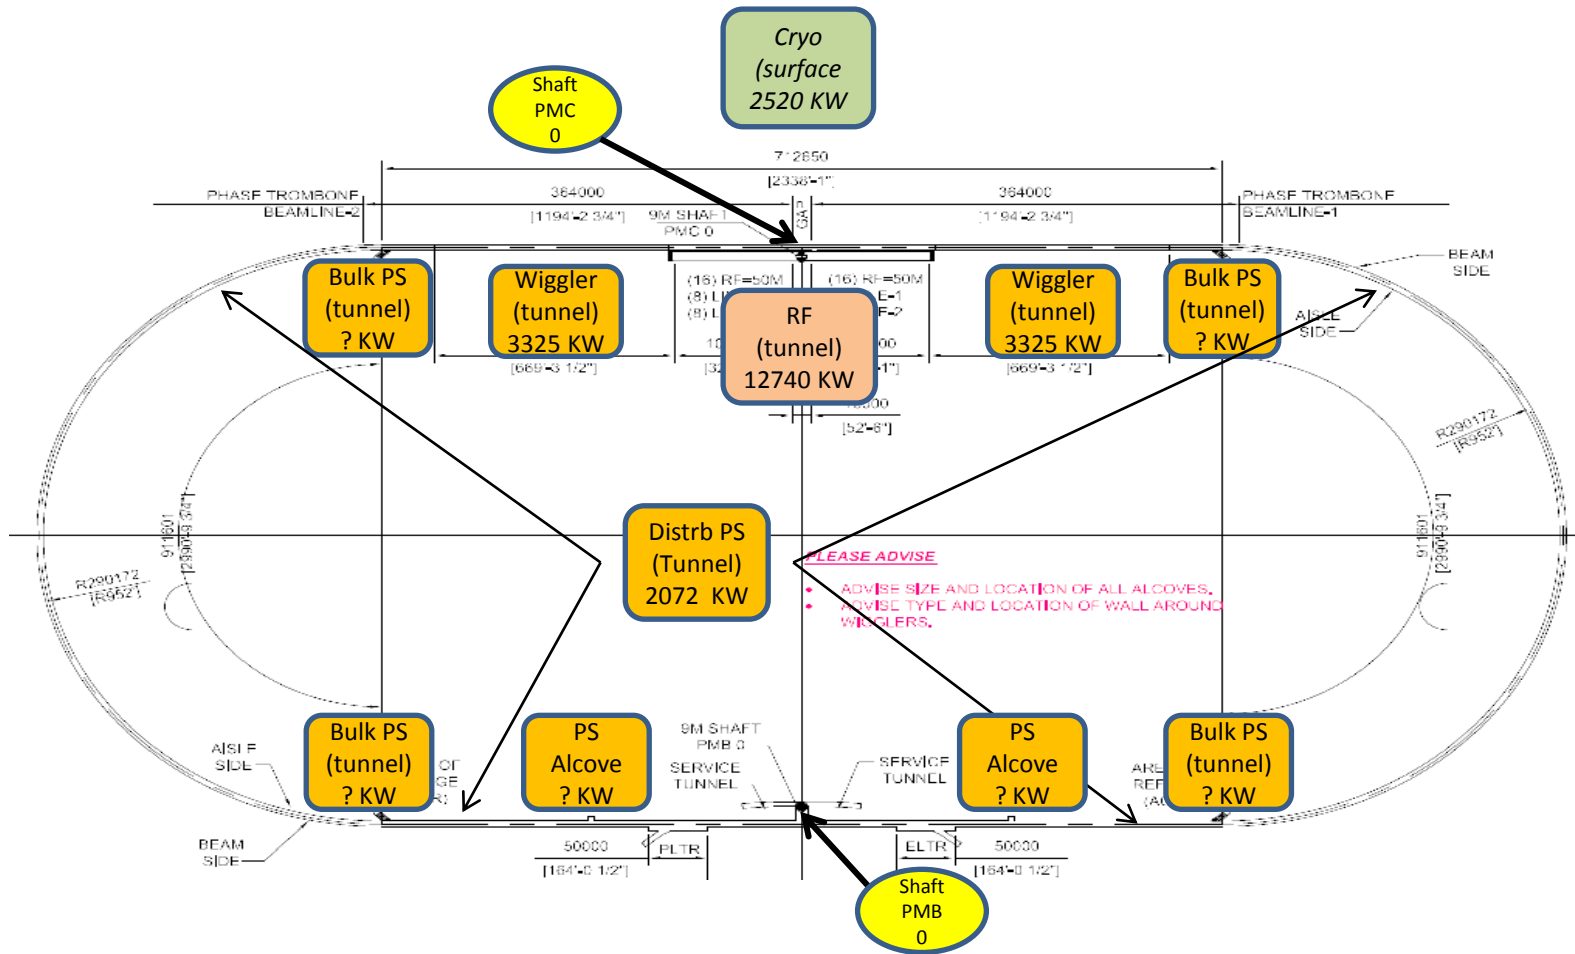 Cryo
(surface
2520 KW
Shaft
PMC
0
712850
[2338'-1"]
PHASE TROMBONE
BEAMLINE-2
364000
[1194'-2 3/4"]
9M SHAFT
PMC 0
364000
[1194'-2 3/4"]
PHASE TROMBONE
BEAMLINE-1
BEAM
SIDE
AISLE
SIDE
Bulk PS
(tunnel)
? KW
Wiggler
(tunnel)
3325 KW
(16) RF=50M
(8)
(8)
(16) RF=50M
RF
(tunnel)
12740 KW
Wiggler
(tunnel)
3325 KW
Bulk PS
(tunnel)
? KW
[669'-3 1/2"]
[669'-3 1/2"]
[52'-6"]
R290172
[R952']
911601
[2990'-9 3/4"]
Distrb PS
(Tunnel)
2072 KW
PLEASE ADVISE
• ADVISE SIZE AND LOCATION OF ALL ALCOVES.
• ADVISE TYPE AND LOCATION OF WALL AROUND
WIGGLERS.
911601
[2990'-9 3/4"]
R290172
[R952']
AISLE
SIDE
Bulk PS
(tunnel)
? KW
OF
PS
Alcove
? KW
9M SHAFT
PMB 0
SERVICE
TUNNEL
SERVICE
TUNNEL
PS
Alcove
? KW
Bulk PS
(tunnel)
? KW
BEAM
SIDE
50000
[164'-0 1/2"]
PLTR
ELTR
50000
[164'-0 1/2"]
Shaft
PMB
0